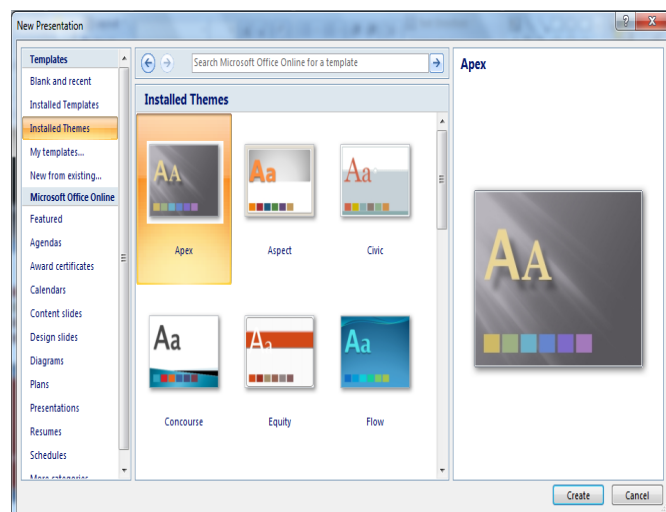 New Presentation
Templates
Blank and recent
Installed Templates
Installed Themes
My templates...
New from existing...
Microsoft Office Online
Featured
Agendas
Award certificates
Calendars
Content slides
Design slides
Diagrams
Plans
Presentations
Resumes
Schedules
More categories
Search Microsoft Office Online for a template
Installed Themes
AA
Apex
Aa
Aspect
Aa
Civic
Aa
Concourse
Aa
Equity
Aa
Flow
Apex
AA
Create
Cancel